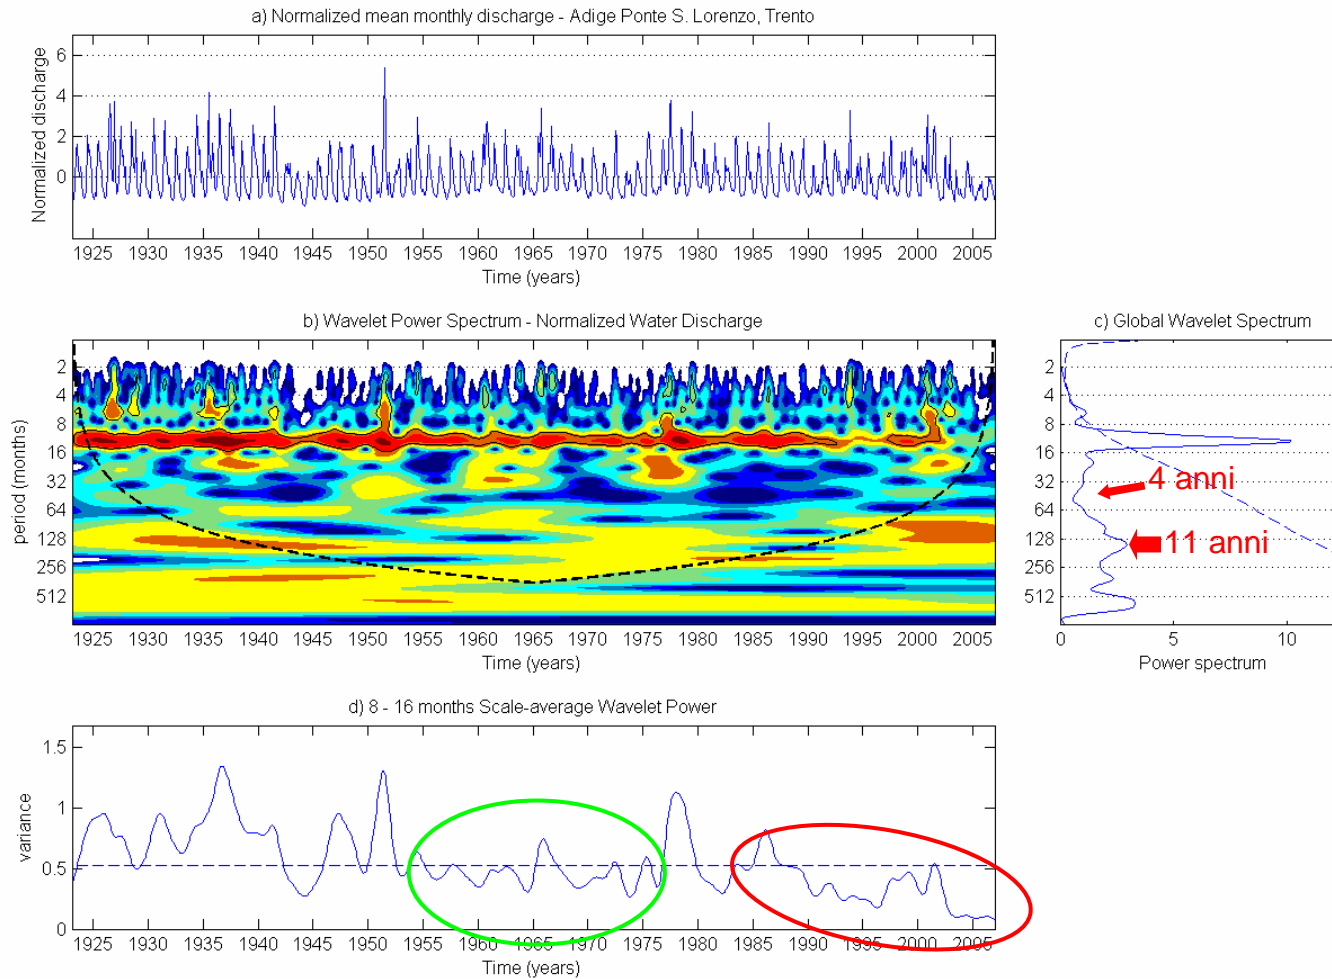 a) Normalized mean monthly discharge - Adige Ponte S. Lorenzo, Trento
Normalized discharge
6
4
2
0
1925 1930 1935 1940 1945 1950 1955 1960 1965 1970 1975 1980 1985 1990 1995 2000 2005
Time (years)
b) Wavelet Power Spectrum - Normalized Water Discharge
period (months)
2
4
8
16
32
64
128
256
512
1925 1930 1935 1940 1945 1950 1955 1960 1965 1970 1975 1980 1985 1990 1995 2000 2005
Time (years)
c) Global Wavelet Spectrum
2
4
8
16
32
64
128
256
512
4 anni
11 anni
0 5 10
Power spectrum
d) 8 - 16 months Scale-average Wavelet Power
variance
1.5
1
0.5
0
1925 1930 1935 1940 1945 1950 1955 1960 1965 1970 1975 1980 1985 1990 1995 2000 2005
Time (years)